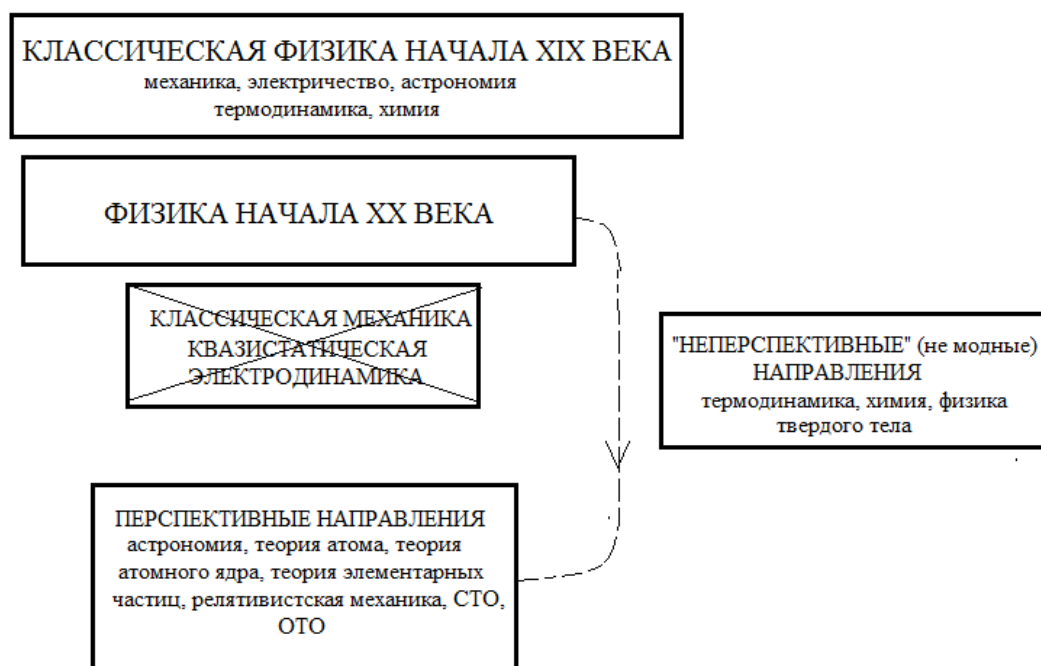 КЛАССИЧЕСКАЯ ФИЗИКА НАЧАЛА XIX ВЕКА
механика, электричество, астрономия
термодинамика, химия
ФИЗИКА НАЧАЛА XX ВЕКА
КЛАССИЧЕСКАЯ МЕХАНИКА
КВАЗИСТАТИЧЕСКАЯ
ЭЛЕКТРОДИНАМИКА
"НЕПЕРСПЕКТИВНЫЕ" (не модные)
НАПРАВЛЕНИЯ
термодинамика, химия, физика
твердого тела
ПЕРСПЕКТИВНЫЕ НАПРАВЛЕНИЯ
астрономия, теория атома, теория
атомного ядра, теория элементарных
частиц, релятивистская механика, СТО,
ОТО